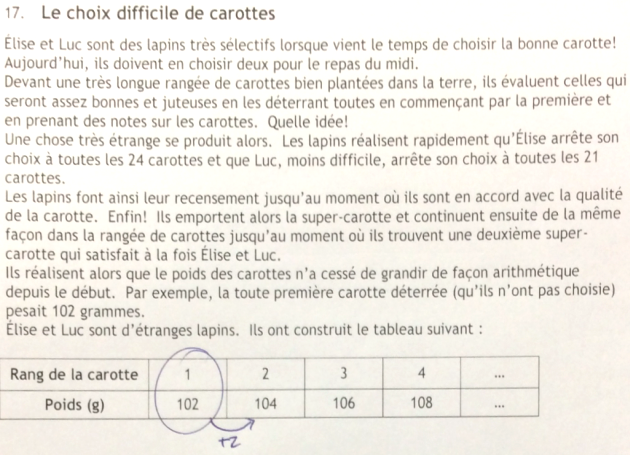 17. Le choix difficile de carottes
Élise et Luc sont des lapins très sélectifs lorsque vient le temps de choisir la bonne carotte!
Aujourd'hui, ils doivent en choisir deux pour le repas du midi.
Devant une très longue rangée de carottes bien plantées dans la terre, ils évaluent celles qui
seront assez bonnes et juteuses en les déterrant toutes en commençant par la première et
en prenant des notes sur les carottes. Quelle idée!
Une chose très étrange se produit alors. Les lapins réalisent rapidement qu'Élise arrête son
choix à toutes les 24 carottes et que Luc, moins difficile, arrête son choix à toutes les 21
carottes.
Les lapins font ainsi leur recensement jusqu'au moment où ils sont en accord avec la qualité
de la carotte. Enfin! Ils emportent alors la super-carotte et continuent ensuite de la même
façon dans la rangée de carottes jusqu'au moment où ils trouvent une deuxième super-
carotte qui satisfait à la fois Élise et Luc.
Ils réalisent alors que le poids des carottes n'a cessé de grandir de façon arithmétique
depuis le début. Par exemple, la toute première carotte déterrée (qu'ils n'ont pas choisie)
pesait 102 grammes.
Élise et Luc sont d'étranges lapins. Ils ont construit le tableau suivant :
Rang de la carotte 1 2 3 4 ...
Poids (g) 102 104 106 108 ...
+2